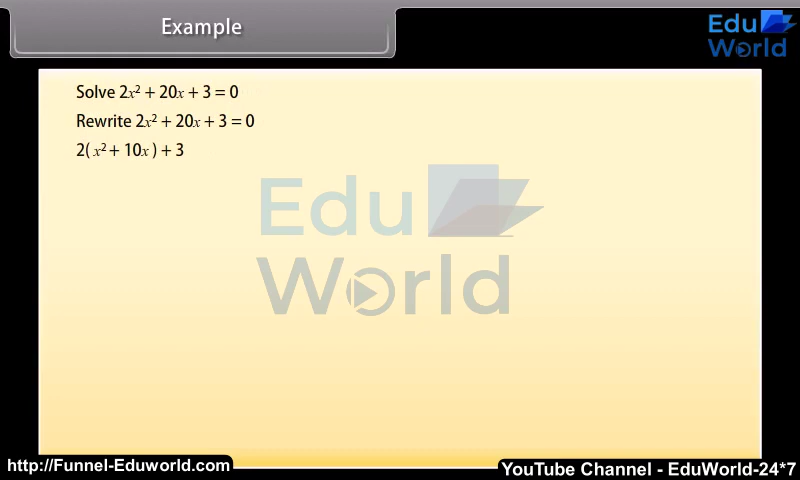 Example
Edu
World
Solve 2x² + 20x + 3 = 0
Rewrite 2x² + 20x + 3 = 0
2( x² + 10x ) + 3
Edu
World
http://Funnel-Eduworld.com
YouTube Channel - EduWorld-24*7